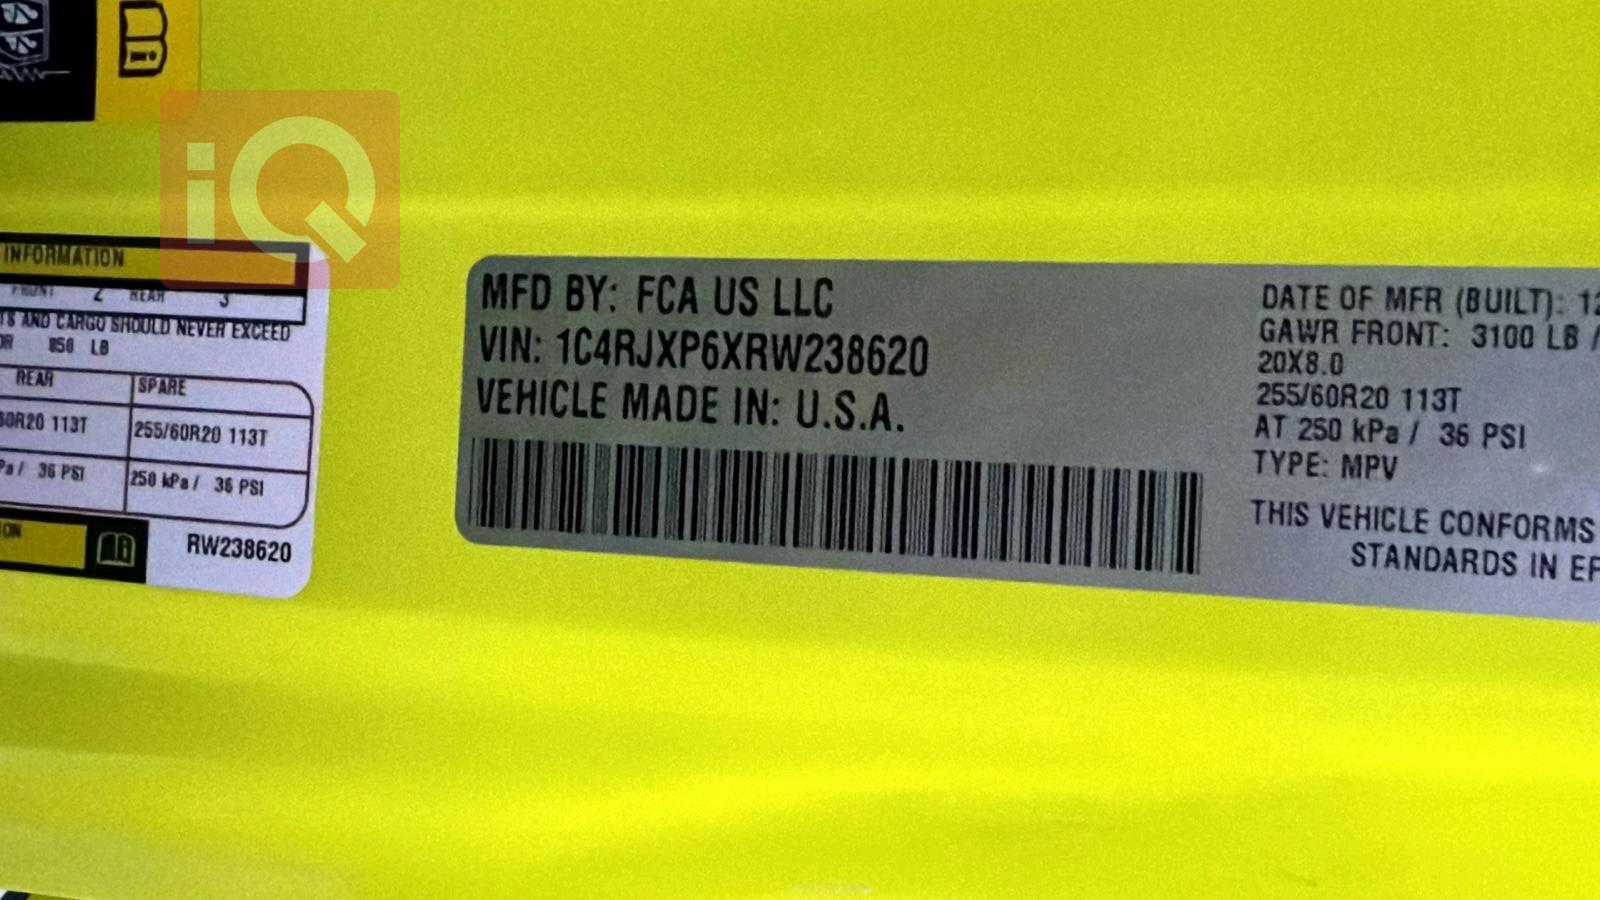 iQ
INFORMATION
FRONT 2 REAR 3
AND CARGO SHOULD NEVER EXCEED
850 LB
REAR SPARE
60R20 113T 255/60R20 113T
Pa / 36 PSI 250 kPa / 36 PSI
RW238620
MFD BY: FCA US LLC
VIN: 1C4RJXP6XRW238620
VEHICLE MADE IN: U.S.A.
DATE OF MFR (BUILT): 12
GAWR FRONT: 3100 LB /
20X8.0
255/60R20 113T
AT 250 kPa / 36 PSI
TYPE: MPV
THIS VEHICLE CONFORMS
STANDARDS IN EF